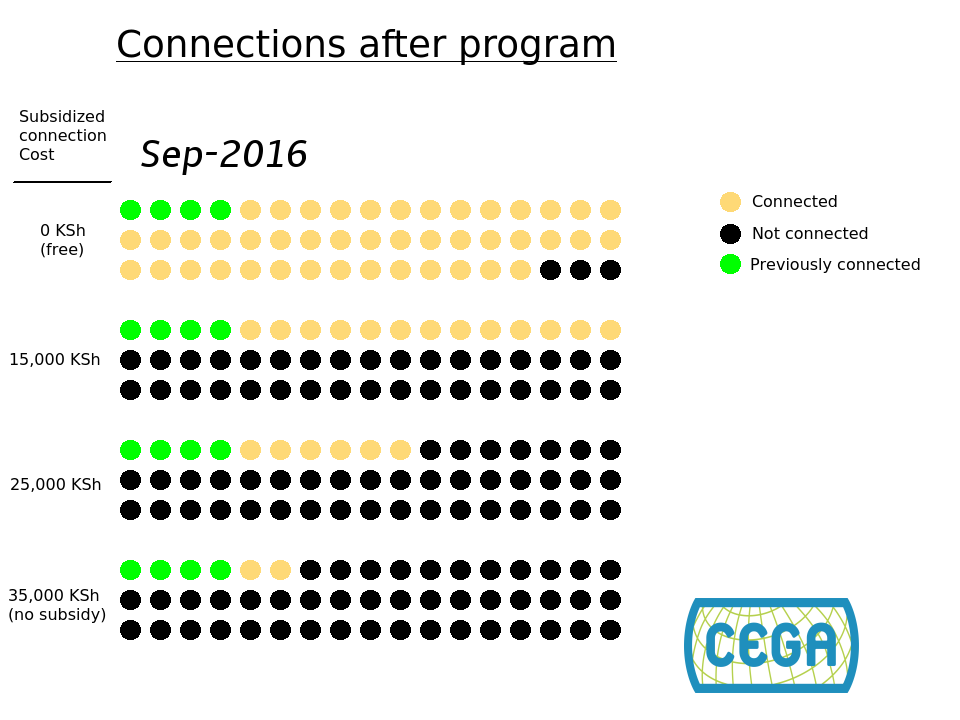 Connections after program
Subsidized
connection
Cost
Sep-2016
0 KSh
(free)
15,000 KSh
25,000 KSh
35,000 KSh
(no subsidy)
Connected
Not connected
Previously connected
CEGA